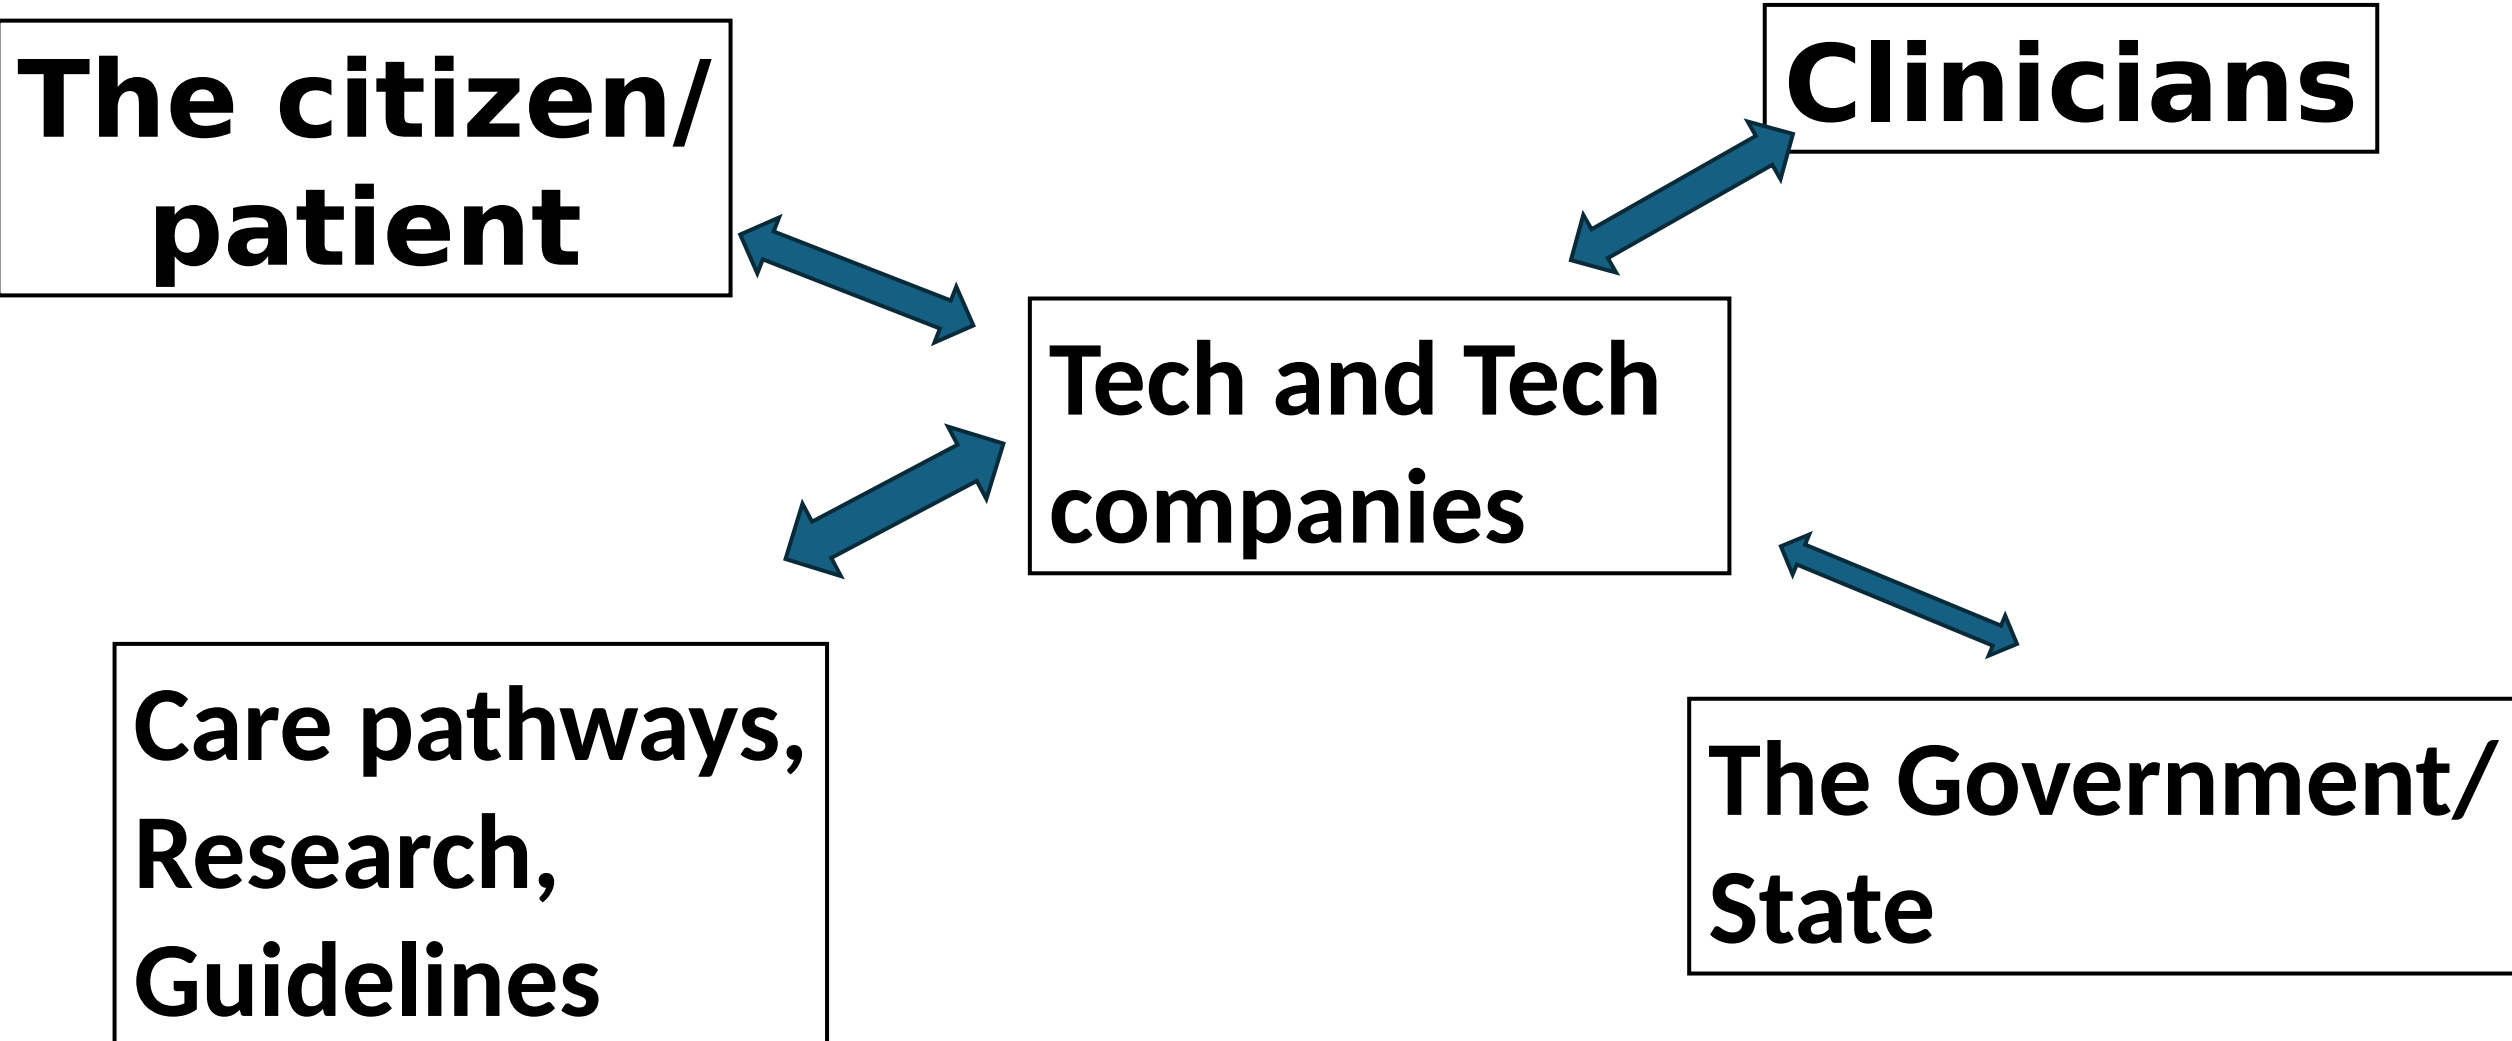 The citizen/
patient
Clinicians
Tech and Tech
companies
Care pathways,
Research,
Guidelines
The Government/
State